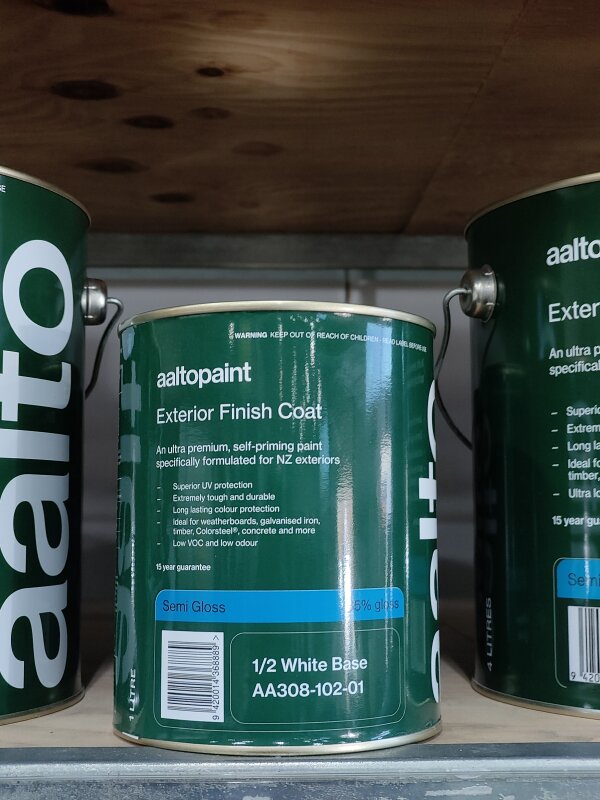 aalto
WARNING KEEP OUT OF REACH OF CHILDREN - READ LABEL BEFORE USE
aaltopaint
Exterior Finish Coat
An ultra premium, self-priming paint
specifically formulated for NZ exteriors
- Superior UV protection
- Extremely tough and durable
- Long lasting colour protection
- Ideal for weatherboards, galvanised iron,
timber, Colorsteel®, concrete and more
- Low VOC and low odour
15 year guarantee
Semi Gloss
5% gloss
1/2 White Base
AA308-102-01
9 420014 368889 >
1 LITRE
aalto
aalto
Exter
An ultra p
specifical
- Superio
- Extrem
- Long la
- Ideal fo
timber,
- Ultra lo
15 year gua
Semi
4 LITRES
9 420